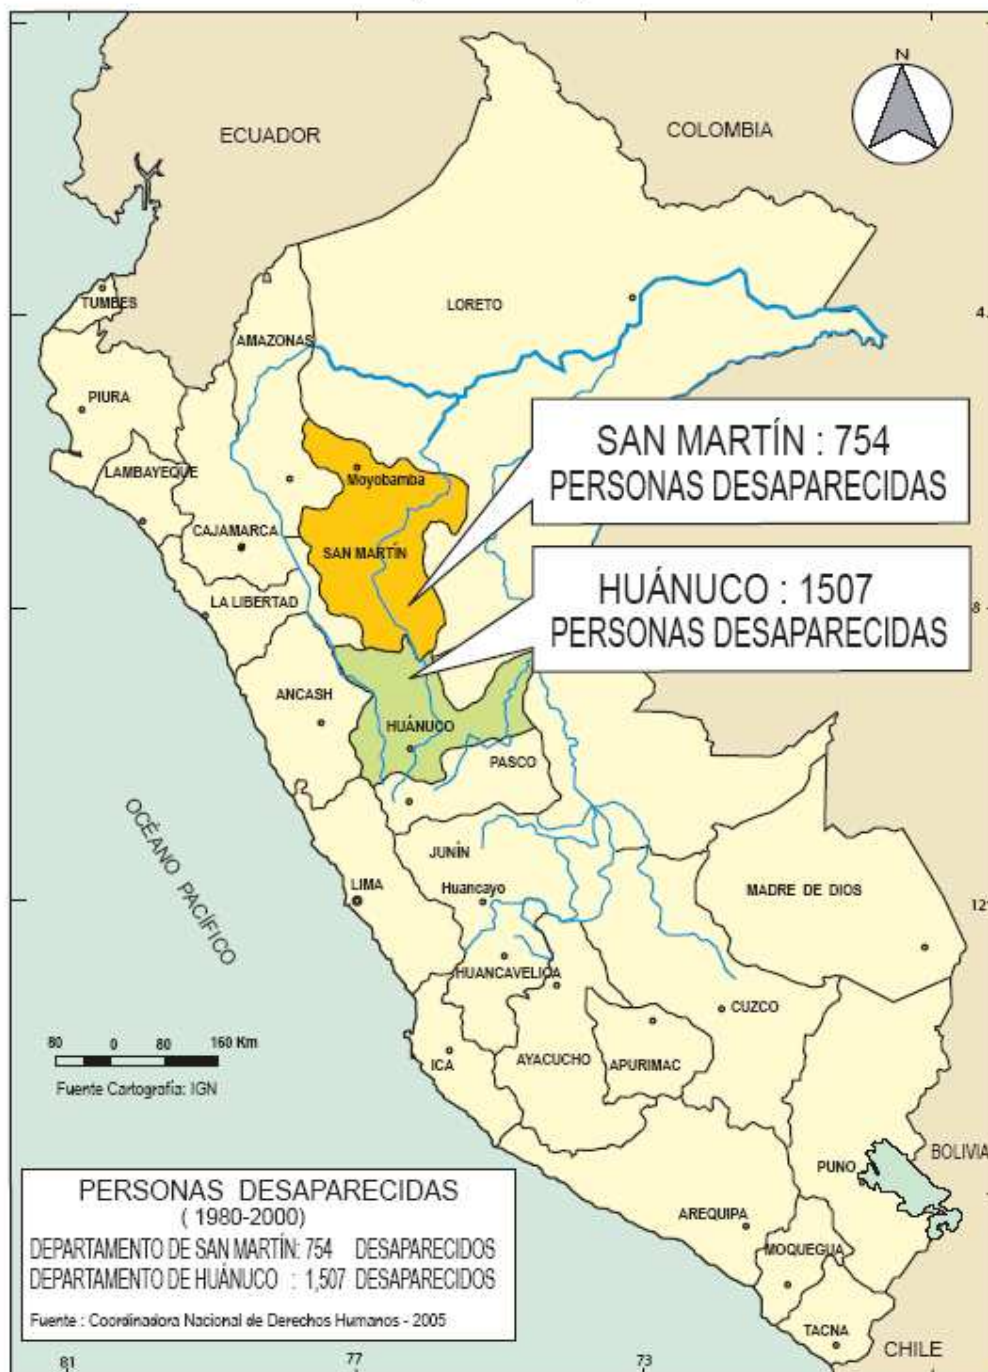 N
ECUADOR
COLOMBIA
TUMBES
LORETO
4.
AMAZONAS
PIURA
SAN MARTÍN : 754
PERSONAS DESAPARECIDAS
LAMBAYEQUE
Moyobamba
CAJAMARCA
SAN MARTÍN
HUÁNUCO : 1507
PERSONAS DESAPARECIDAS
LA LIBERTAD
8
ANCASH
HUÁNUCO
PASCO
OCÉANO PACÍFICO
JUNÍN
LIMA
Huancayo
MADRE DE DIOS
12°
HUANCAVELICA
CUZCO
80 0 80 160 Km
ICA
AYACUCHO
APURIMAC
Fuente Cartografía: IGN
BOLIVIA
PUNO
PERSONAS DESAPARECIDAS
( 1980-2000)
DEPARTAMENTO DE SAN MARTÍN: 754 DESAPARECIDOS
DEPARTAMENTO DE HUÁNUCO : 1,507 DESAPARECIDOS
Fuente : Coordinadora Nacional de Derechos Humanos - 2005
AREQUIPA
MOQUEGUA
TACNA
CHILE
81 77 73